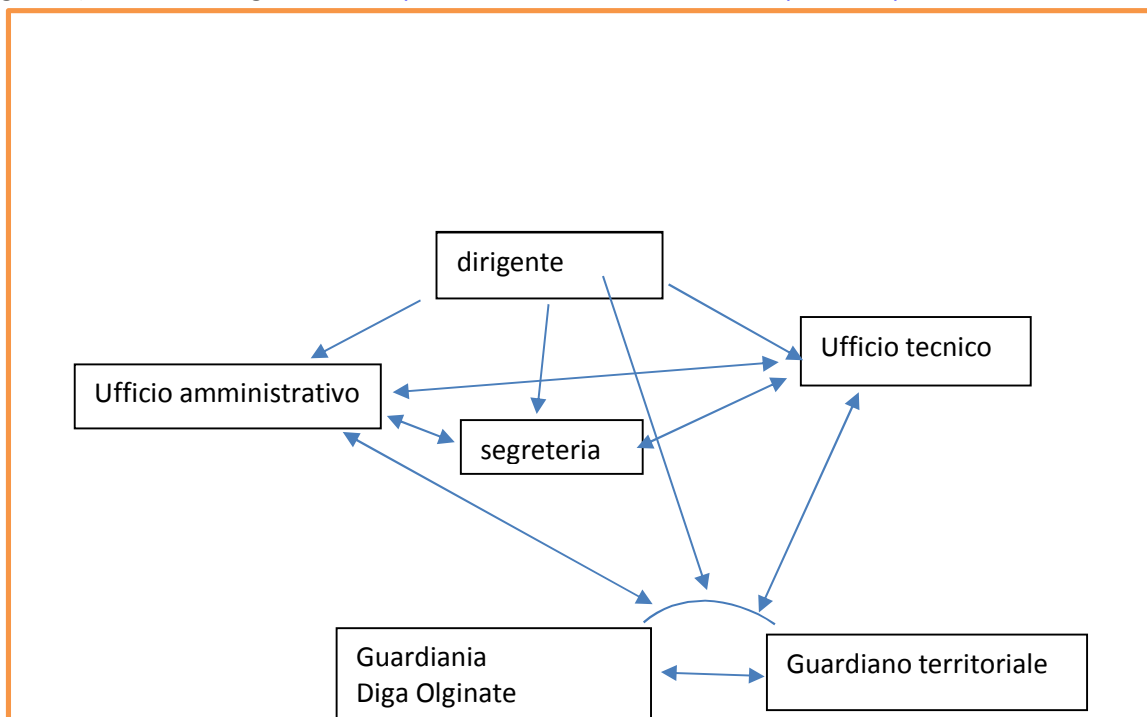 dirigente
Ufficio tecnico
Ufficio amministrativo
segreteria
Guardiania
Diga Olginate
Guardiano territoriale